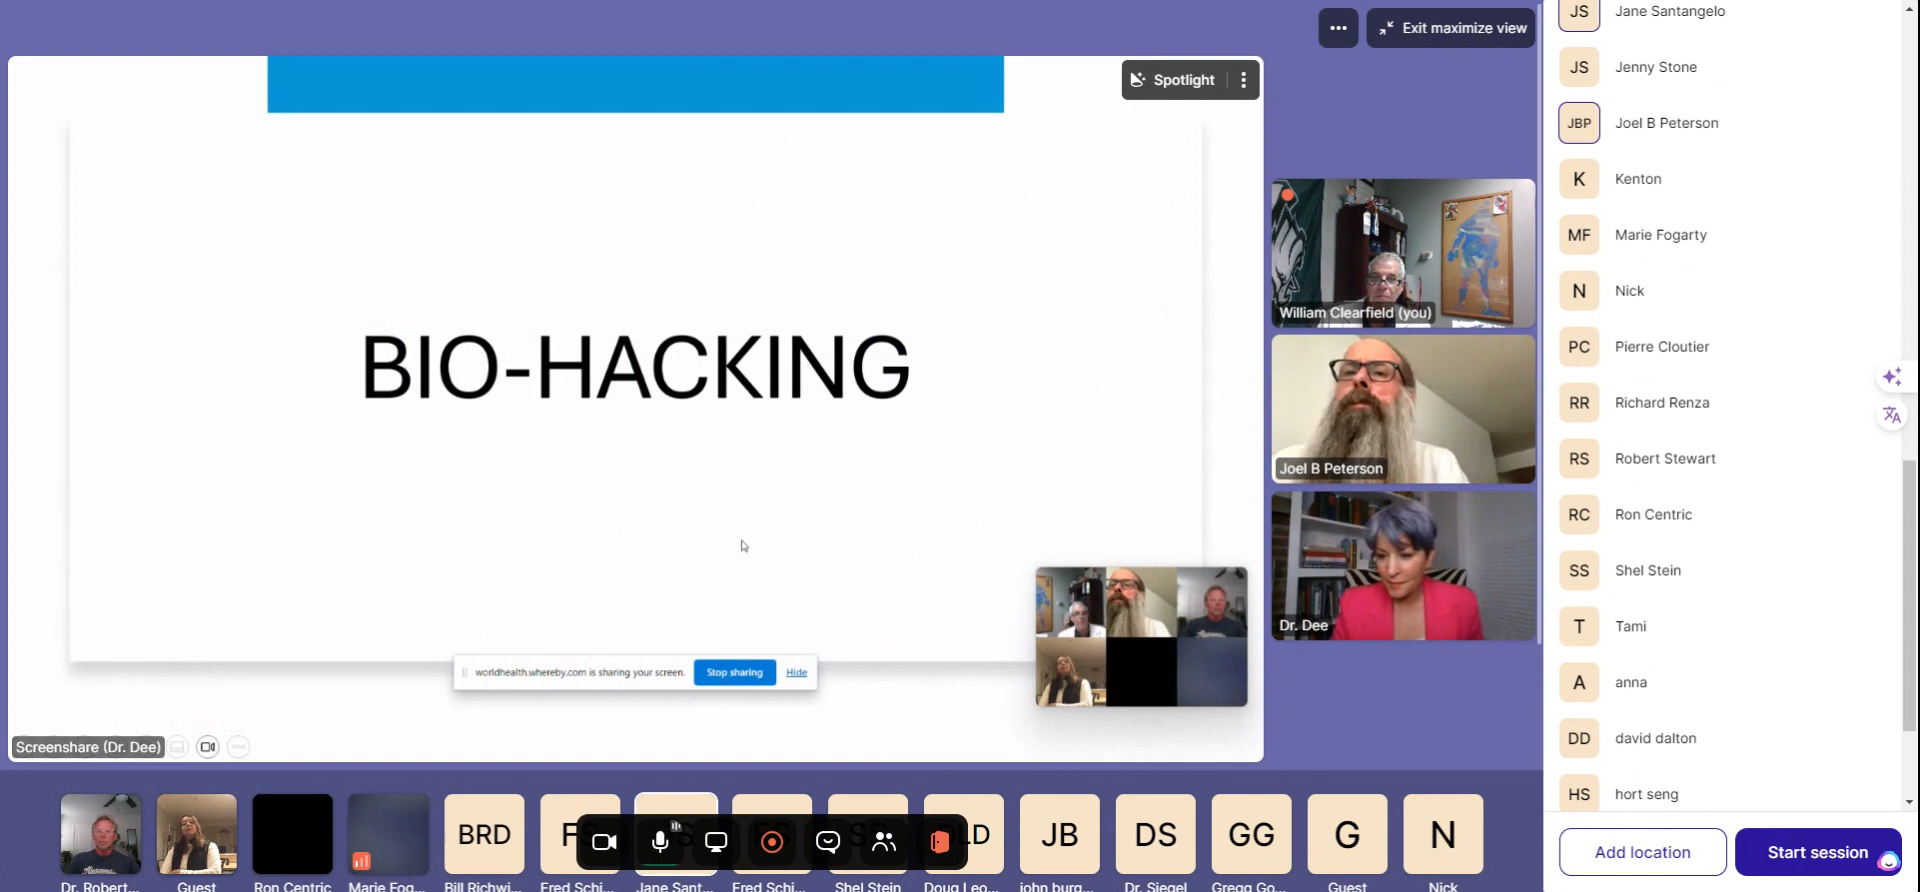 Exit maximize view
Spotlight
BIO-HACKING
worldhealth.whereby.com is sharing your screen.
Stop sharing
Hide
Screenshare (Dr. Dee)
William Clearfield (you)
Joel B Peterson
Dr. Dee
JS Jane Santangelo
JS Jenny Stone
JBP Joel B Peterson
K Kenton
MF Marie Fogarty
N Nick
PC Pierre Cloutier
RR Richard Renza
RS Robert Stewart
RC Ron Centric
SS Shel Stein
T Tami
A anna
DD david dalton
HS hort seng
Add location
Start session
BRD
JB
DS
GG
G
N
Dr. Robert...
Guest
Ron Centric
Marie Fog...
Bill Richwi...
Fred Schi...
Jane Sant...
Fred Schi...
Shel Stein
Doug Leo...
john burg...
Dr. Siegel
Gregg Go...
Guest
Nick